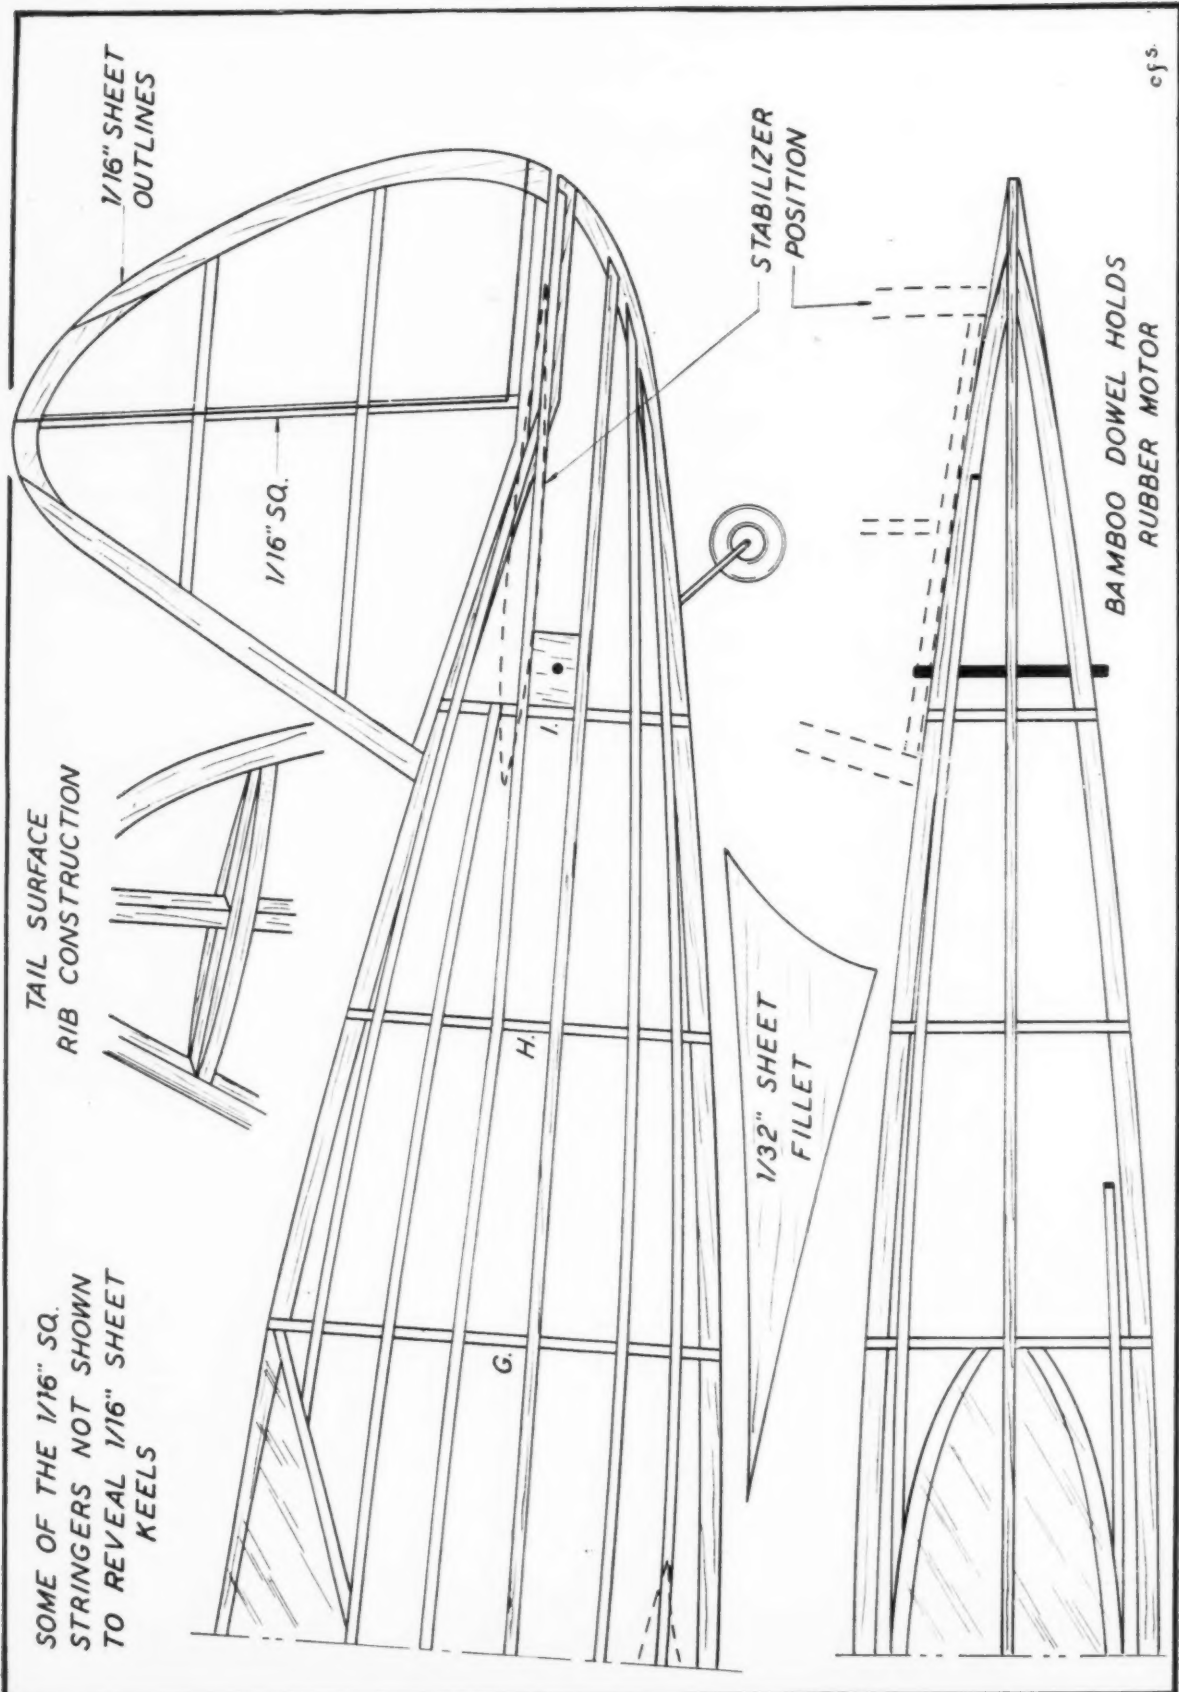 SOME OF THE 1/16" SQ.
STRINGERS NOT SHOWN
TO REVEAL 1/16" SHEET
KEELS
TAIL SURFACE
RIB CONSTRUCTION
1/16" SHEET
OUTLINES
1/16" SQ.
G.
H.
I.
STABILIZER
POSITION
1/32" SHEET
FILLET
BAMBOO DOWEL HOLDS
RUBBER MOTOR
cfs.